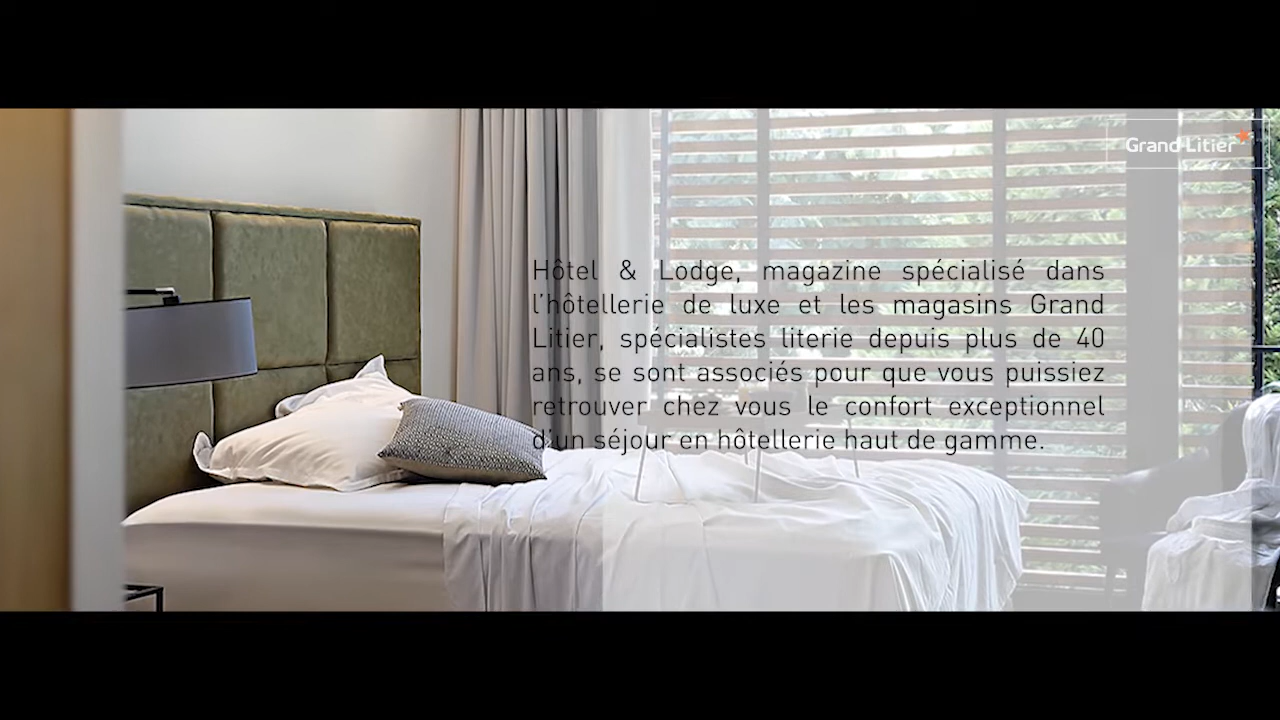 Grand Litier
Hôtel & Lodge, magazine spécialisé dans
l'hôtellerie de luxe et les magasins Grand
Litier, spécialistes literie depuis plus de 40
ans, se sont associés pour que vous puissiez
retrouver chez vous le confort exceptionnel
d'un séjour en hôtellerie haut de gamme.